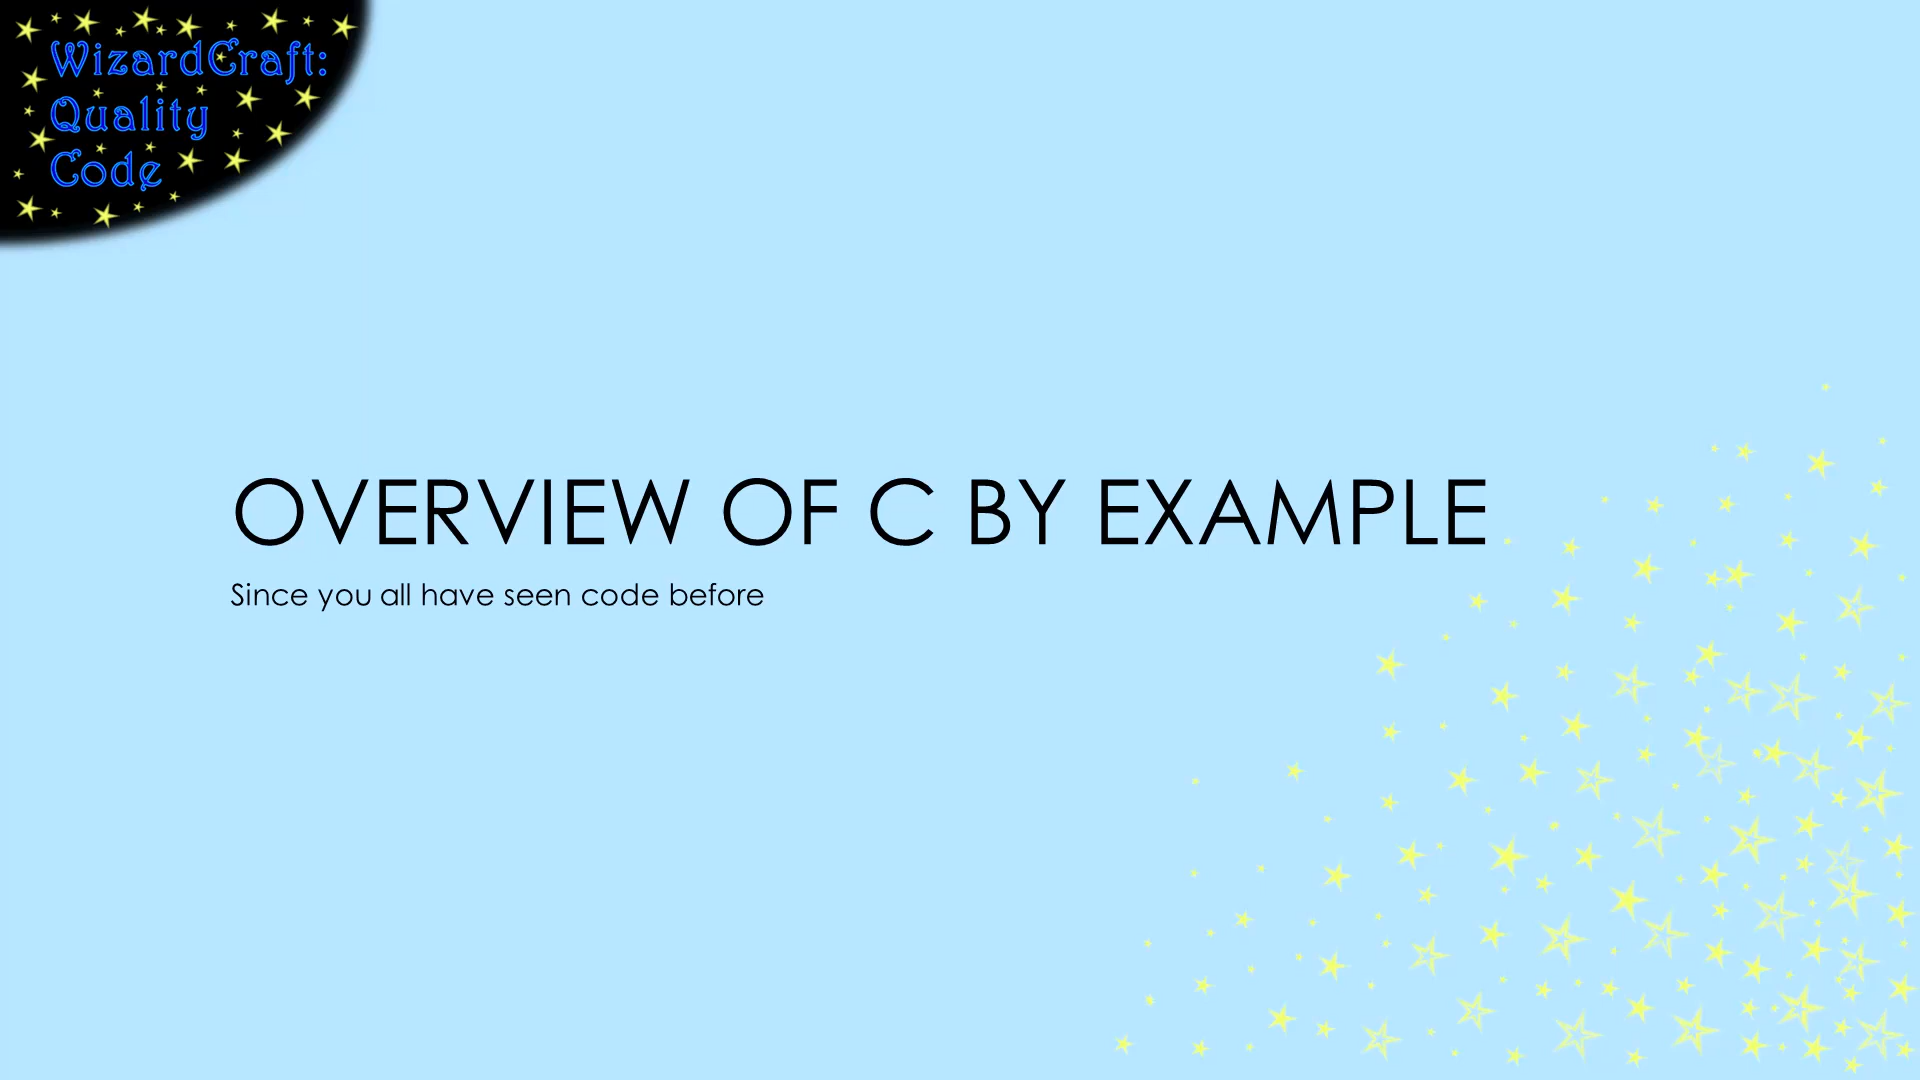 WizardCraft:
Quality
Code
OVERVIEW OF C BY EXAMPLE
Since you all have seen code before